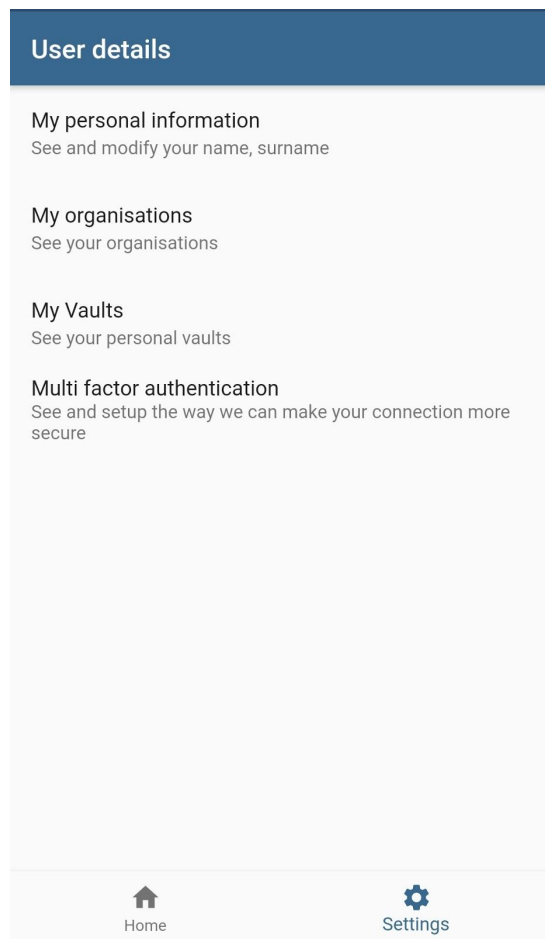 User details
My personal information
See and modify your name, surname
My organisations
See your organisations
My Vaults
See your personal vaults
Multi factor authentication
See and setup the way we can make your connection more
secure
Home
Settings